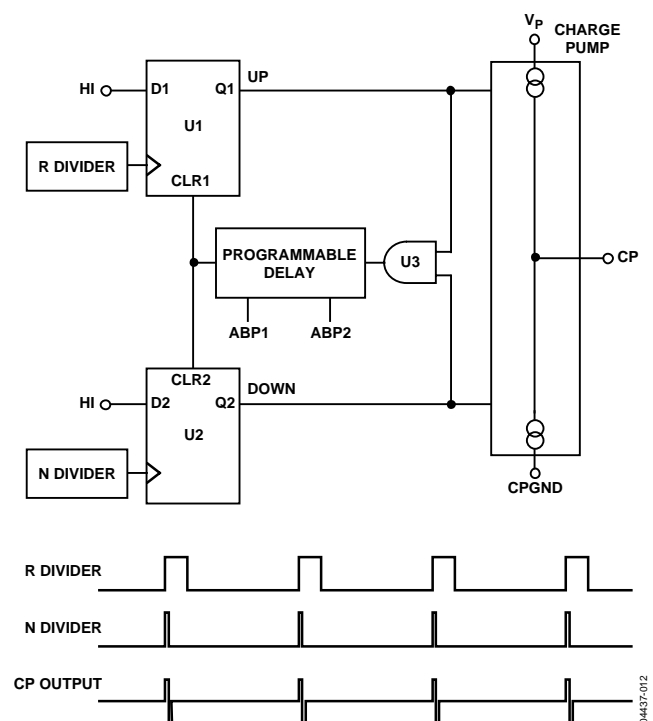 VP
CHARGE
PUMP
HI
D1
Q1
UP
U1
R DIVIDER
CLR1
PROGRAMMABLE
DELAY
U3
CP
ABP1
ABP2
CLR2
DOWN
HI
D2
Q2
U2
N DIVIDER
CPGND
R DIVIDER
N DIVIDER
CP OUTPUT
04437-012